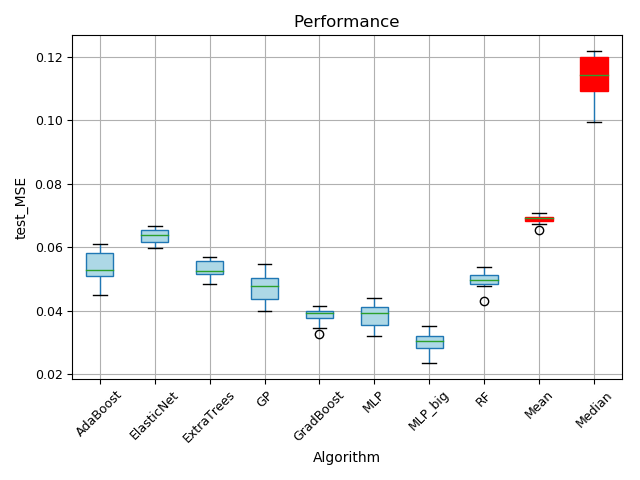 Performance
0.12
0.10
0.08
0.06
0.04
0.02
test_MSE
AdaBoost
ElasticNet
ExtraTrees
GP
GradBoost
MLP
MLP_big
RF
Mean
Median
Algorithm